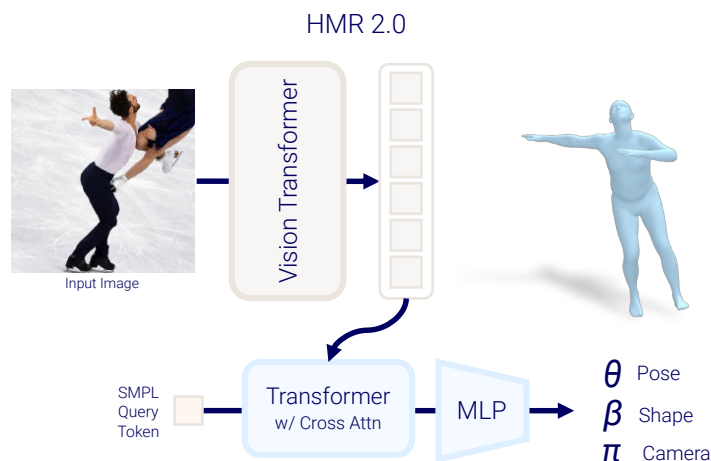 HMR 2.0
Vision Transformer
Input Image
SMPL
Query
Token
Transformer
w/ Cross Attn
MLP
θ Pose
β Shape
π Camera